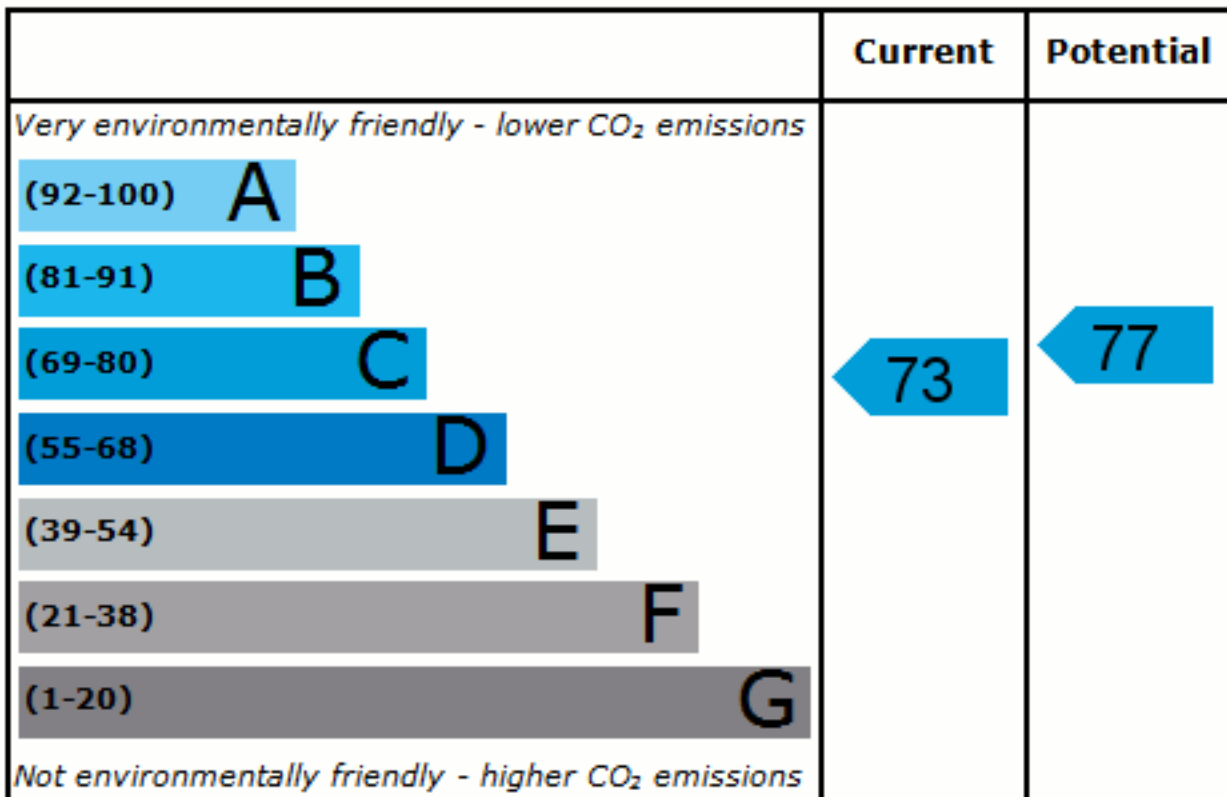 Current Potential
Very environmentally friendly - lower CO₂ emissions
(92-100) A
(81-91) B
(69-80) C
73 77
(55-68) D
(39-54) E
(21-38) F
(1-20) G
Not environmentally friendly - higher CO₂ emissions